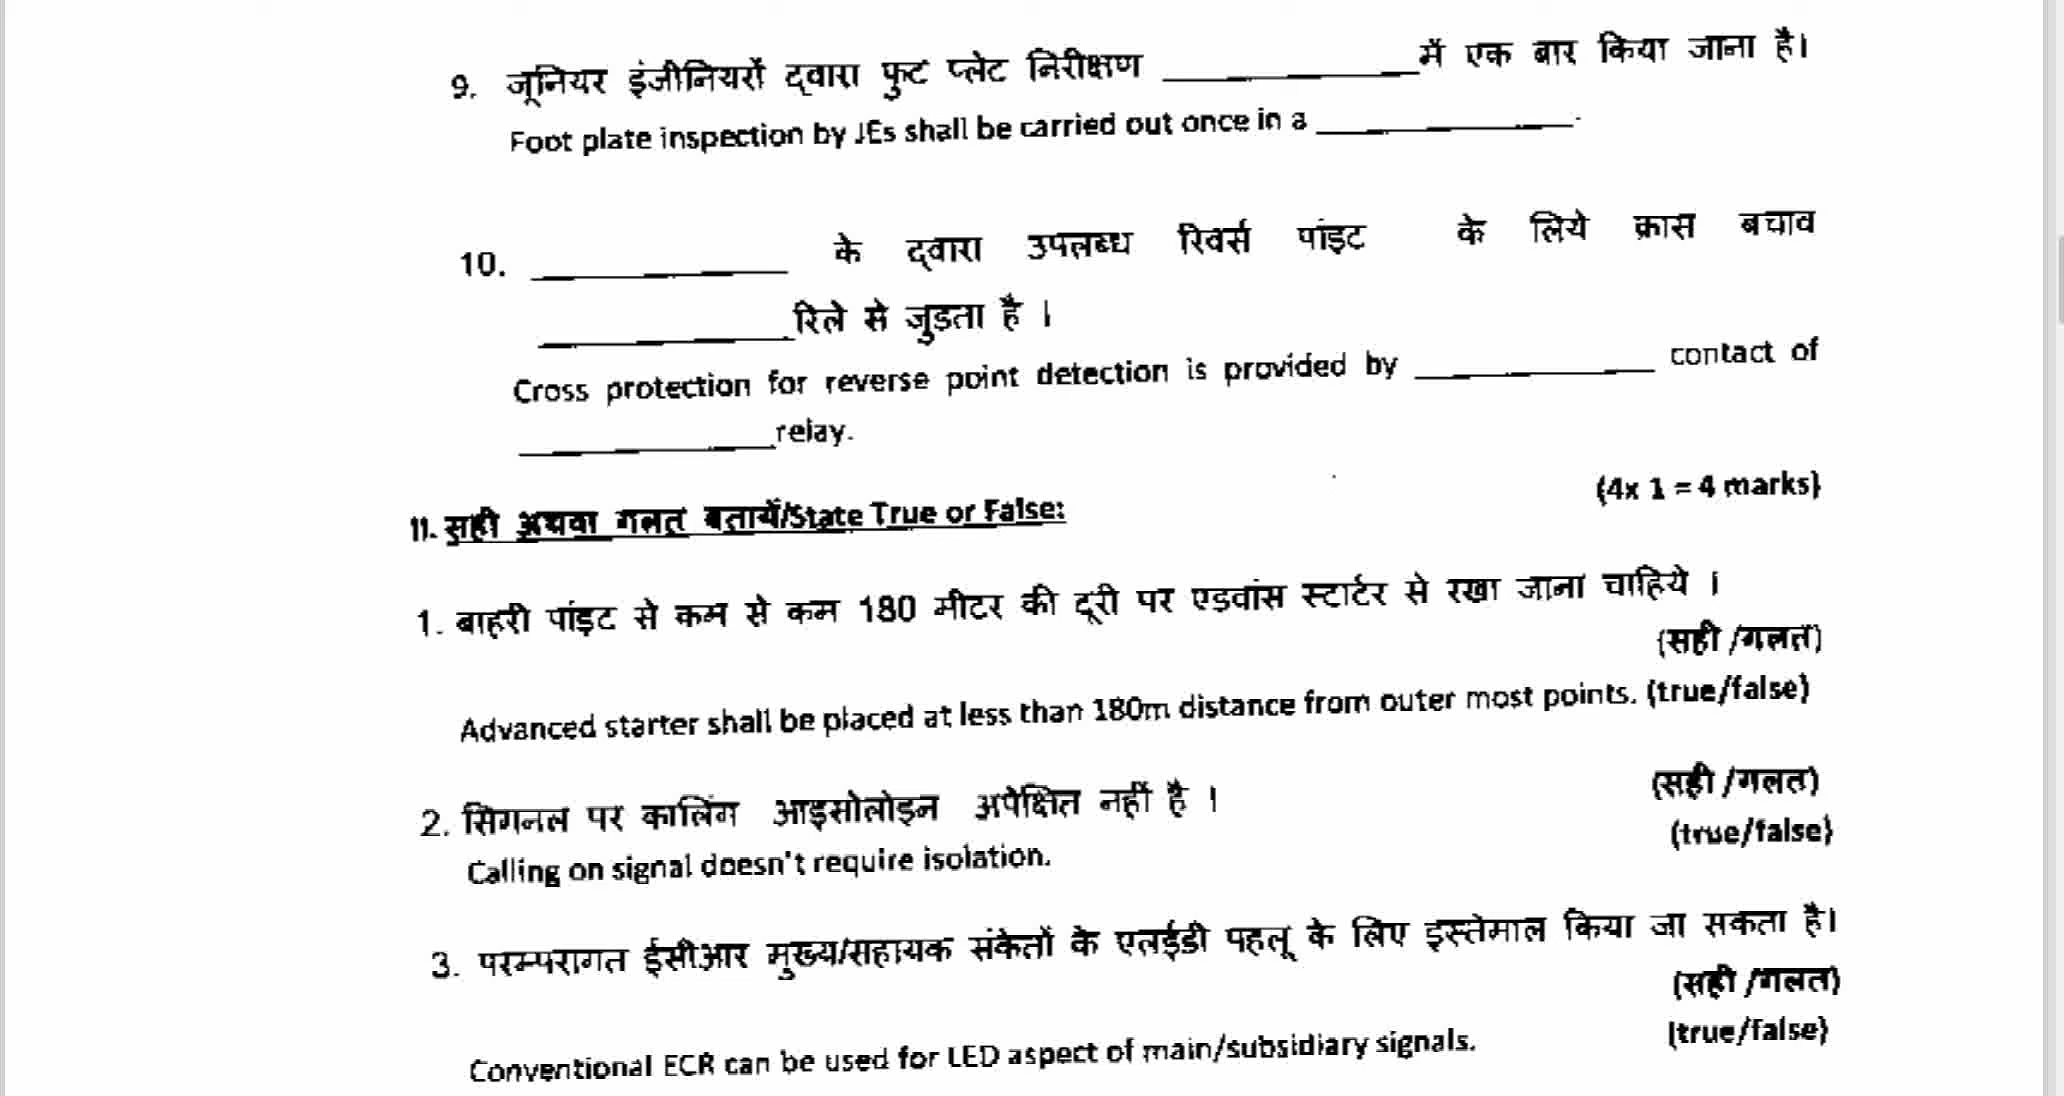 9. जूनियर इंजीनियरों द्वारा फुट प्लेट निरीक्षण ____________में एक बार किया जाना है।
Foot plate inspection by JEs shall be carried out once in a ____________.
10. ____________ के द्वारा उपलब्ध रिवर्स पांइट के लिये क्रास बचाव
____________रिले से जुड़ता है ।
Cross protection for reverse point detection is provided by ____________ contact of
____________relay.
(4x 1 = 4 marks)
II. सही अथवा गलत बतायें/State True or False:
1. बाहरी पांइट से कम से कम 180 मीटर की दूरी पर एडवांस स्टार्टर से रखा जाना चाहिये ।
(सही /गलत)
Advanced starter shall be placed at less than 180m distance from outer most points. (true/false)
2. सिगनल पर कालिंग आइसोलोइन अपेक्षित नहीं है । (सही /गलत)
Calling on signal doesn't require isolation. (true/false)
3. परम्परागत ईसीआर मुख्य/सहायक संकेतों के एलईडी पहलू के लिए इस्तेमाल किया जा सकता है।
(सही /गलत)
Conventional ECR can be used for LED aspect of main/subsidiary signals. (true/false)